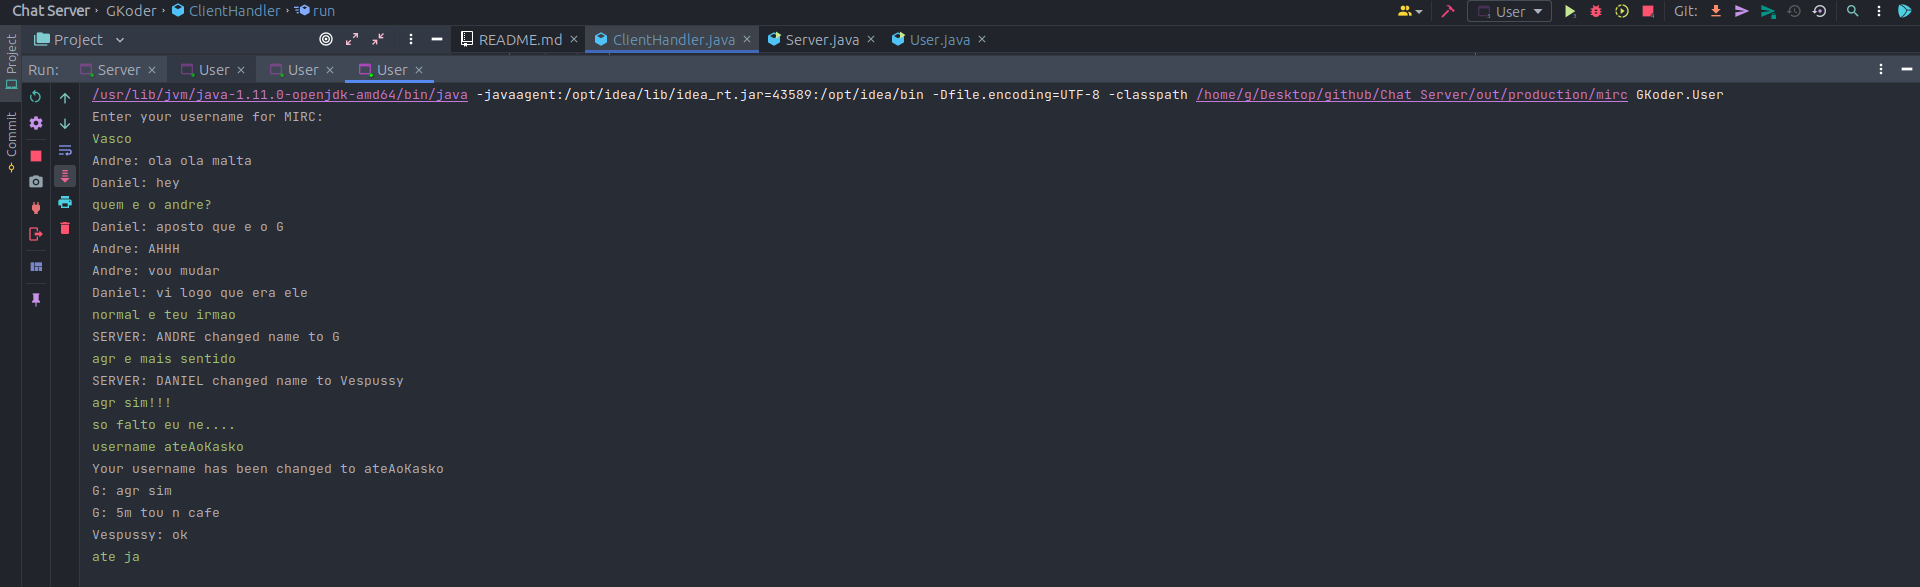 Chat Server › GKoder › ClientHandler › run
User
Git:
Project
README.md × ClientHandler.java × Server.java × User.java ×
Run: Server × User × User × User ×
Project
Commit
/usr/lib/jvm/java-1.11.0-openjdk-amd64/bin/java -javaagent:/opt/idea/lib/idea_rt.jar=43589:/opt/idea/bin -Dfile.encoding=UTF-8 -classpath /home/g/Desktop/github/Chat Server/out/production/mirc GKoder.User
Enter your username for MIRC:
Vasco
Andre: ola ola malta
Daniel: hey
quem e o andre?
Daniel: aposto que e o G
Andre: AHHH
Andre: vou mudar
Daniel: vi logo que era ele
normal e teu irmao
SERVER: ANDRE changed name to G
agr e mais sentido
SERVER: DANIEL changed name to Vespussy
agr sim!!!
so falto eu ne....
username ateAoKasko
Your username has been changed to ateAoKasko
G: agr sim
G: 5m tou n cafe
Vespussy: ok
ate ja